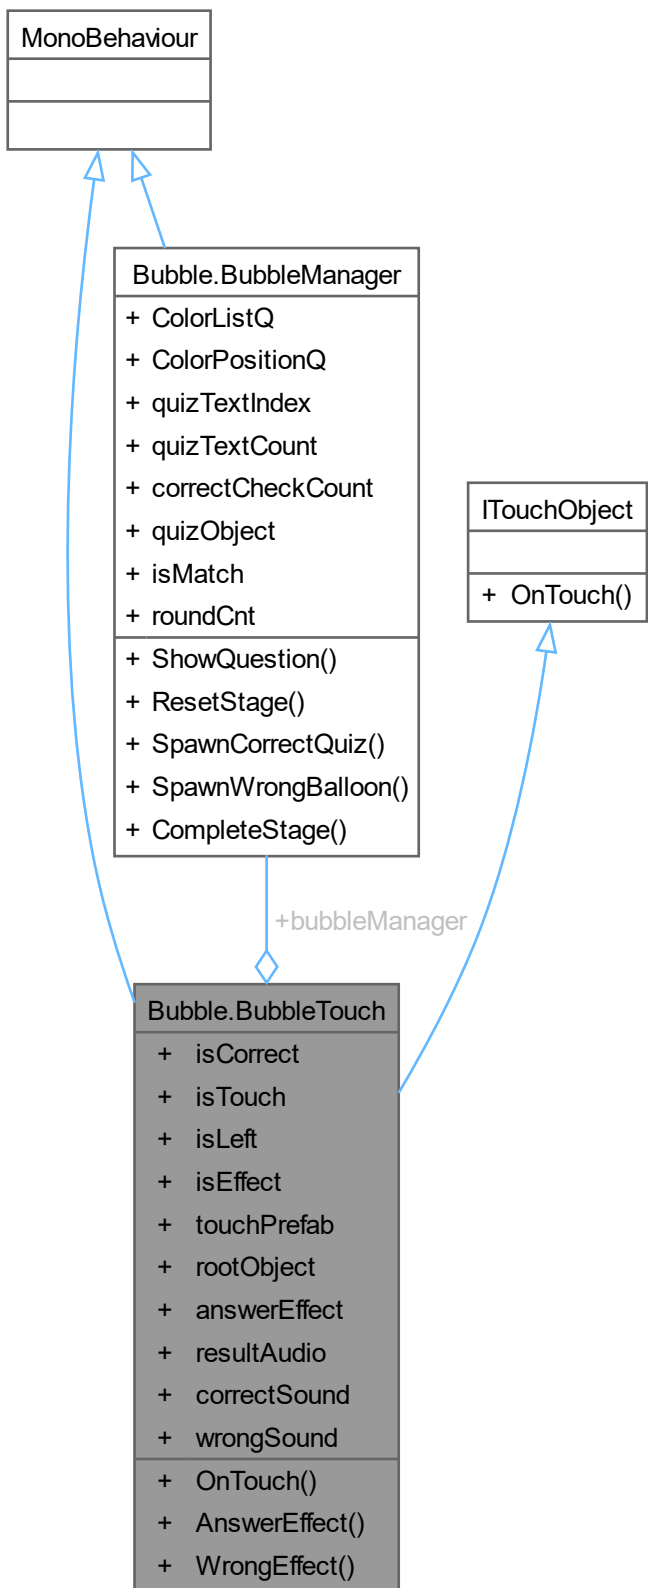 MonoBehaviour
Bubble.BubbleManager
+ ColorListQ
+ ColorPositionQ
+ quizTextIndex
+ quizTextCount
+ correctCheckCount
+ quizObject
+ isMatch
+ roundCnt
+ ShowQuestion()
+ ResetStage()
+ SpawnCorrectQuiz()
+ SpawnWrongBalloon()
+ CompleteStage()
ITouchObject
+ OnTouch()
+bubbleManager
Bubble.BubbleTouch
+ isCorrect
+ isTouch
+ isLeft
+ isEffect
+ touchPrefab
+ rootObject
+ answerEffect
+ resultAudio
+ correctSound
+ wrongSound
+ OnTouch()
+ AnswerEffect()
+ WrongEffect()